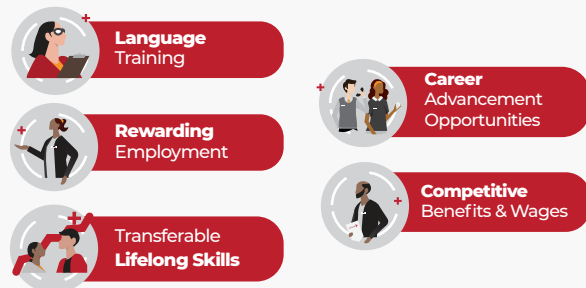 Language
Training
Rewarding
Employment
Transferable
Lifelong Skills
Career
Advancement
Opportunities
Competitive
Benefits & Wages